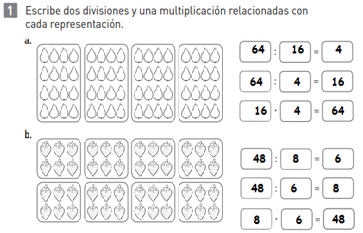 1 Escribe dos divisiones y una multiplicación relacionadas con
cada representación.
a.
64 : 16 = 4
64 : 4 = 16
16 · 4 = 64
b.
48 : 8 = 6
48 : 6 = 8
8 · 6 = 48